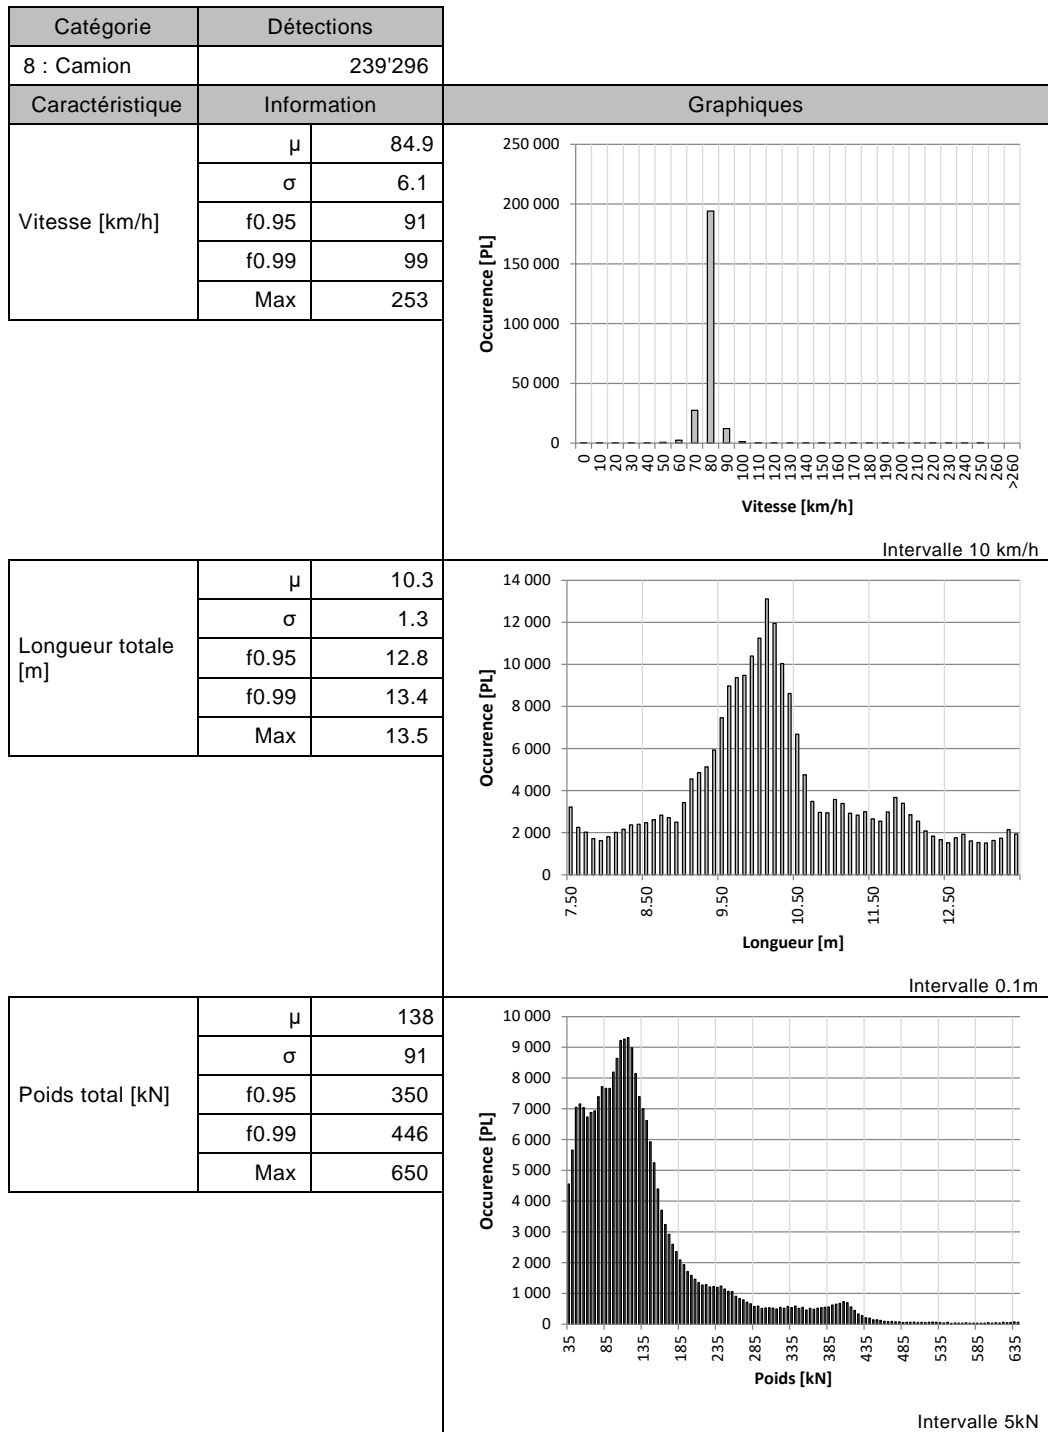 Catégorie Détections
8 : Camion 239'296
Caractéristique Information Graphiques
Vitesse [km/h]
µ 84.9
σ 6.1
f0.95 91
f0.99 99
Max 253
250 000
200 000
150 000
100 000
50 000
0
Occurence [PL]
0 10 20 30 40 50 60 70 80 90 100 110 120 130 140 150 160 170 180 190 200 210 220 230 240 250 260 >260
Vitesse [km/h]
Intervalle 10 km/h
Longueur totale
[m]
µ 10.3
σ 1.3
f0.95 12.8
f0.99 13.4
Max 13.5
14 000
12 000
10 000
8 000
6 000
4 000
2 000
0
Occurence [PL]
7.50 8.50 9.50 10.50 11.50 12.50
Longueur [m]
Intervalle 0.1m
Poids total [kN]
µ 138
σ 91
f0.95 350
f0.99 446
Max 650
10 000
9 000
8 000
7 000
6 000
5 000
4 000
3 000
2 000
1 000
0
Occurence [PL]
35 85 135 185 235 285 335 385 435 485 535 585 635
Poids [kN]
Intervalle 5kN